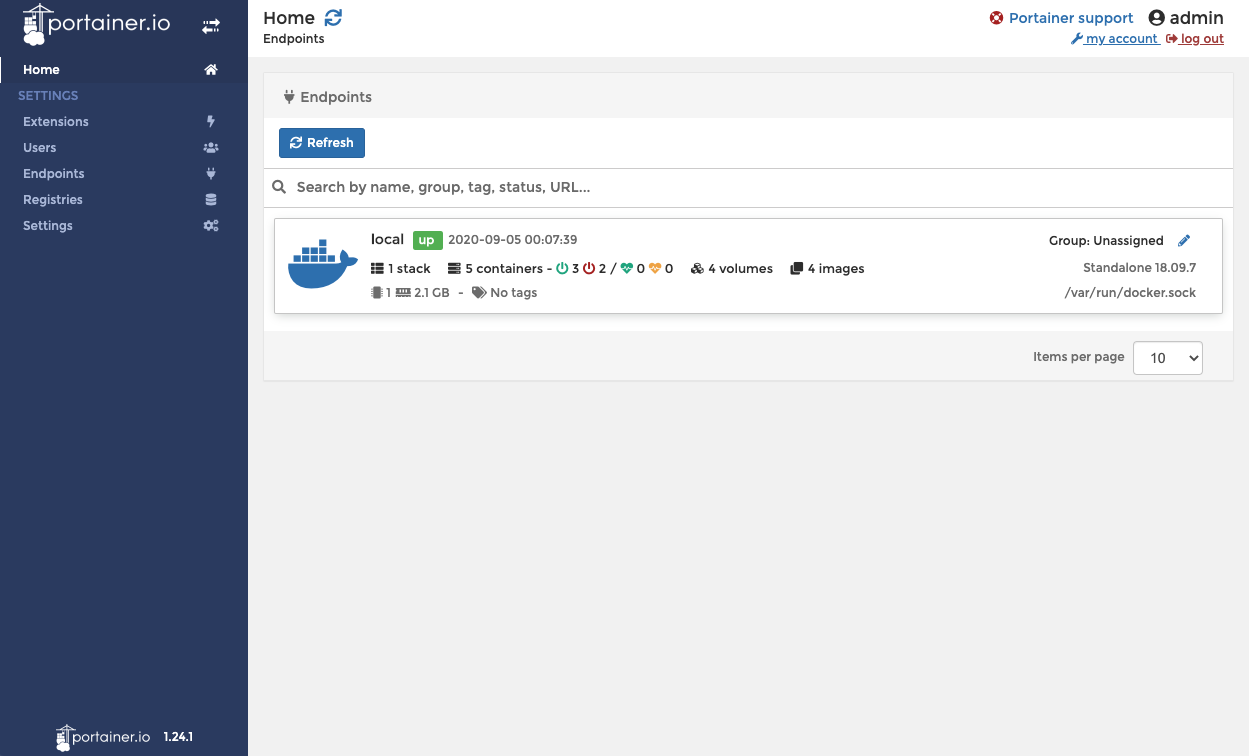 portainer.io
Home
SETTINGS
Extensions
Users
Endpoints
Registries
Settings
portainer.io 1.24.1
Home
Endpoints
Portainer support admin
my account log out
Endpoints
Refresh
Search by name, group, tag, status, URL...
local up 2020-09-05 00:07:39
Group: Unassigned
1 stack 5 containers - 3 2 / 0 0 4 volumes 4 images
Standalone 18.09.7
1 2.1 GB - No tags
/var/run/docker.sock
Items per page 10